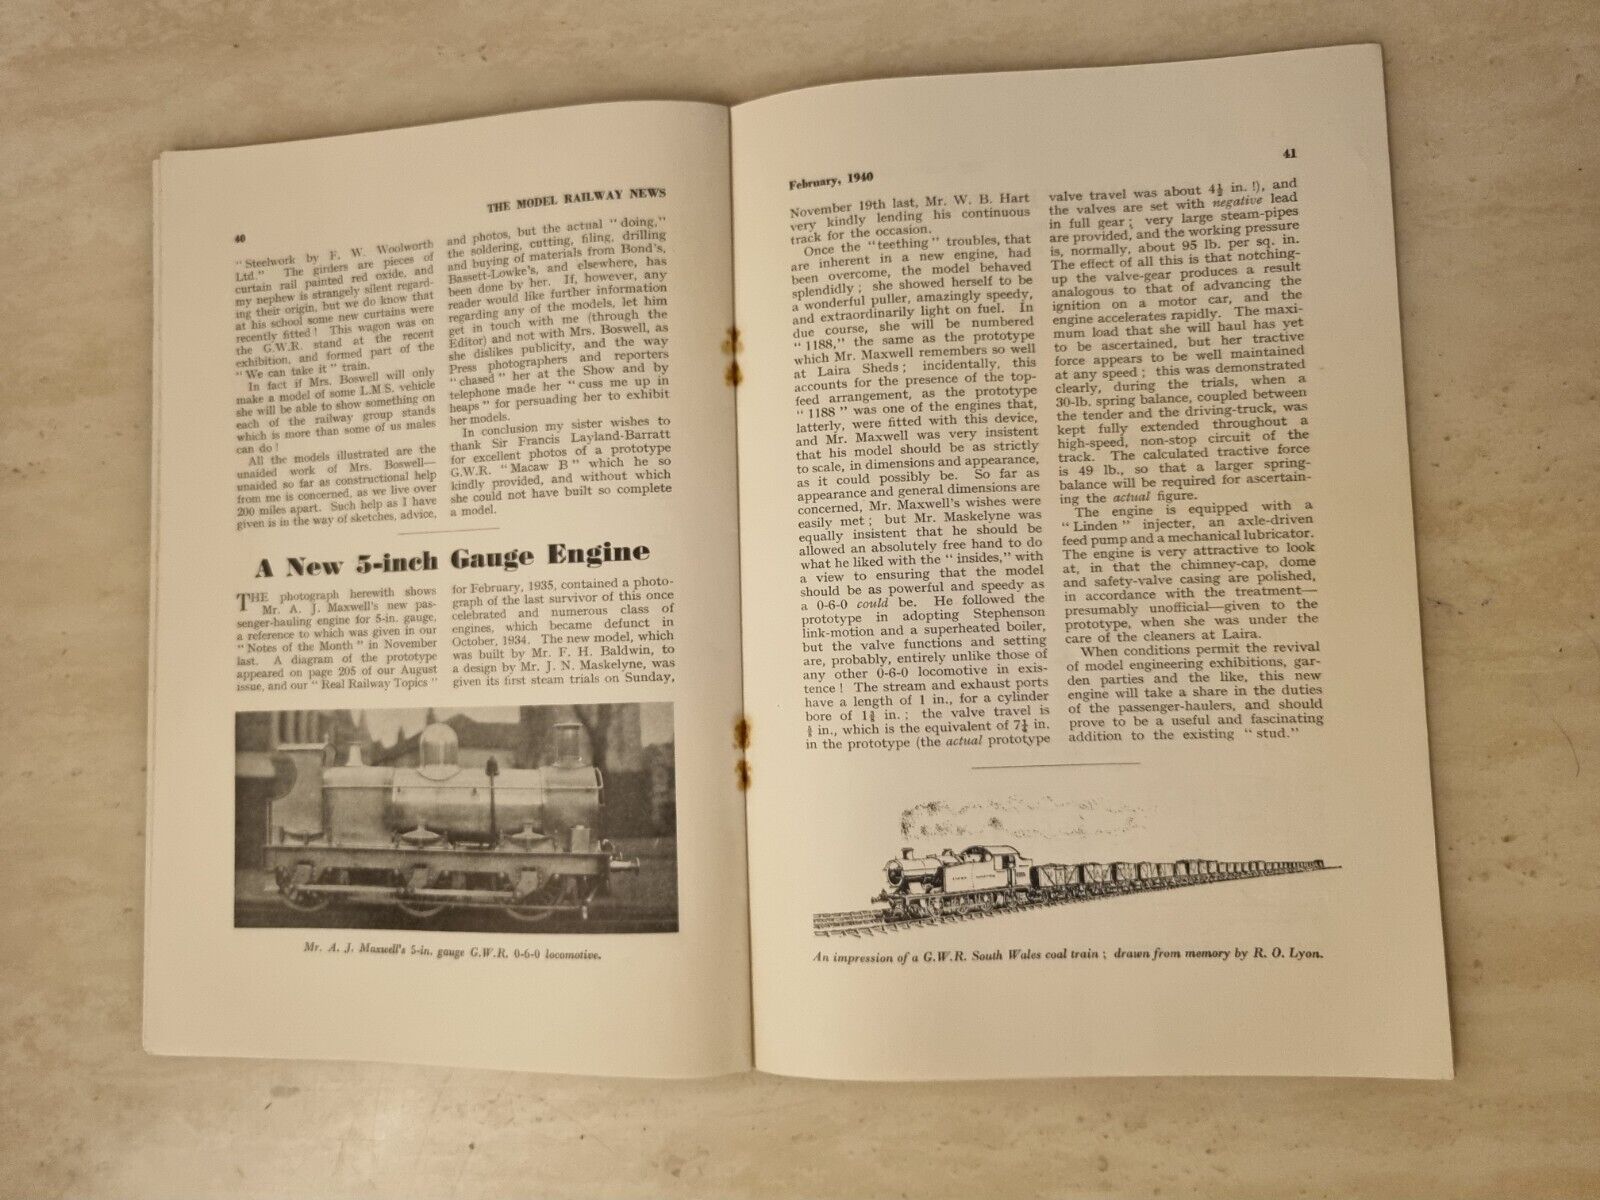 THE MODEL RAILWAY NEWS
40
“ Steelwork by F. W. Woolworth
Ltd.” The girders are pieces of
curtain rail painted red oxide, and
my nephew is strangely silent regard-
ing their origin, but we do know that
at his school some new curtains were
recently fitted ! This wagon was on
the G.W.R. stand at the recent
exhibition, and formed part of the
“ We can take it ” train.
In fact if Mrs. Boswell will only
make a model of some L.M.S. vehicle
she will be able to show something on
each of the railway group stands
which is more than some of us males
can do !
All the models illustrated are the
unaided work of Mrs. Boswell—
unaided so far as constructional help
from me is concerned, as we live over
200 miles apart. Such help as I have
given is in the way of sketches, advice,
and photos, but the actual “ doing,”
the soldering, cutting, filing, drilling
and buying of materials from Bond’s,
Bassett-Lowke’s, and elsewhere, has
been done by her. If, however, any
reader would like further information
regarding any of the models, let him
get in touch with me (through the
Editor) and not with Mrs. Boswell, as
she dislikes publicity, and the way
Press photographers and reporters
“ chased ” her at the Show and by
telephone made her “ cuss me up in
heaps ” for persuading her to exhibit
her models.
In conclusion my sister wishes to
thank Sir Francis Layland-Barratt
for excellent photos of a prototype
G.W.R. “ Macaw B ” which he so
kindly provided, and without which
she could not have built so complete
a model.
A New 5-inch Gauge Engine
THE photograph herewith shows
Mr. A. J. Maxwell’s new pas-
senger-hauling engine for 5-in. gauge,
a reference to which was given in our
“ Notes of the Month ” in November
last. A diagram of the prototype
appeared on page 205 of our August
issue, and our “ Real Railway Topics ”
for February, 1935, contained a photo-
graph of the last survivor of this once
celebrated and numerous class of
engines, which became defunct in
October, 1934. The new model, which
was built by Mr. F. H. Baldwin, to
a design by Mr. J. N. Maskelyne, was
given its first steam trials on Sunday,
Mr. A. J. Maxwell’s 5-in. gauge G.W.R. 0-6-0 locomotive.
February, 1940
41
November 19th last, Mr. W. B. Hart
very kindly lending his continuous
track for the occasion.
Once the “ teething ” troubles, that
are inherent in a new engine, had
been overcome, the model behaved
splendidly ; she showed herself to be
a wonderful puller, amazingly speedy,
and extraordinarily light on fuel. In
due course, she will be numbered
“ 1188,” the same as the prototype
which Mr. Maxwell remembers so well
at Laira Sheds ; incidentally, this
accounts for the presence of the top-
feed arrangement, as the prototype
“ 1188 ” was one of the engines that,
latterly, were fitted with this device,
and Mr. Maxwell was very insistent
that his model should be as strictly
to scale, in dimensions and appearance,
as it could possibly be. So far as
appearance and general dimensions are
concerned, Mr. Maxwell’s wishes were
easily met ; but Mr. Maskelyne was
equally insistent that he should be
allowed an absolutely free hand to do
what he liked with the “ insides,” with
a view to ensuring that the model
should be as powerful and speedy as
a 0-6-0 could be. He followed the
prototype in adopting Stephenson
link-motion and a superheated boiler,
but the valve functions and setting
are, probably, entirely unlike those of
any other 0-6-0 locomotive in exis-
tence ! The stream and exhaust ports
have a length of 1 in., for a cylinder
bore of in. ; the valve travel is
in., which is the equivalent of in.
in the prototype (the actual prototype
valve travel was about 4½ in. !), and
the valves are set with negative lead
in full gear ; very large steam-pipes
are provided, and the working pressure
is, normally, about 95 lb. per sq. in.
The effect of all this is that notching-
up the valve-gear produces a result
analogous to that of advancing the
ignition on a motor car, and the
engine accelerates rapidly. The maxi-
mum load that she will haul has yet
to be ascertained, but her tractive
force appears to be well maintained
at any speed ; this was demonstrated
clearly, during the trials, when a
30-lb. spring balance, coupled between
the tender and the driving-truck, was
kept fully extended throughout a
high-speed, non-stop circuit of the
track. The calculated tractive force
is 49 lb., so that a larger spring-
balance will be required for ascertain-
ing the actual figure.
The engine is equipped with a
“ Linden ” injecter, an axle-driven
feed pump and a mechanical lubricator.
The engine is very attractive to look
at, in that the chimney-cap, dome
and safety-valve casing are polished,
in accordance with the treatment—
presumably unofficial—given to the
prototype, when she was under the
care of the cleaners at Laira.
When conditions permit the revival
of model engineering exhibitions, gar-
den parties and the like, this new
engine will take a share in the duties
of the passenger-haulers, and should
prove to be a useful and fascinating
addition to the existing “ stud.”
An impression of a G.W.R. South Wales coal train ; drawn from memory by R. O. Lyon.